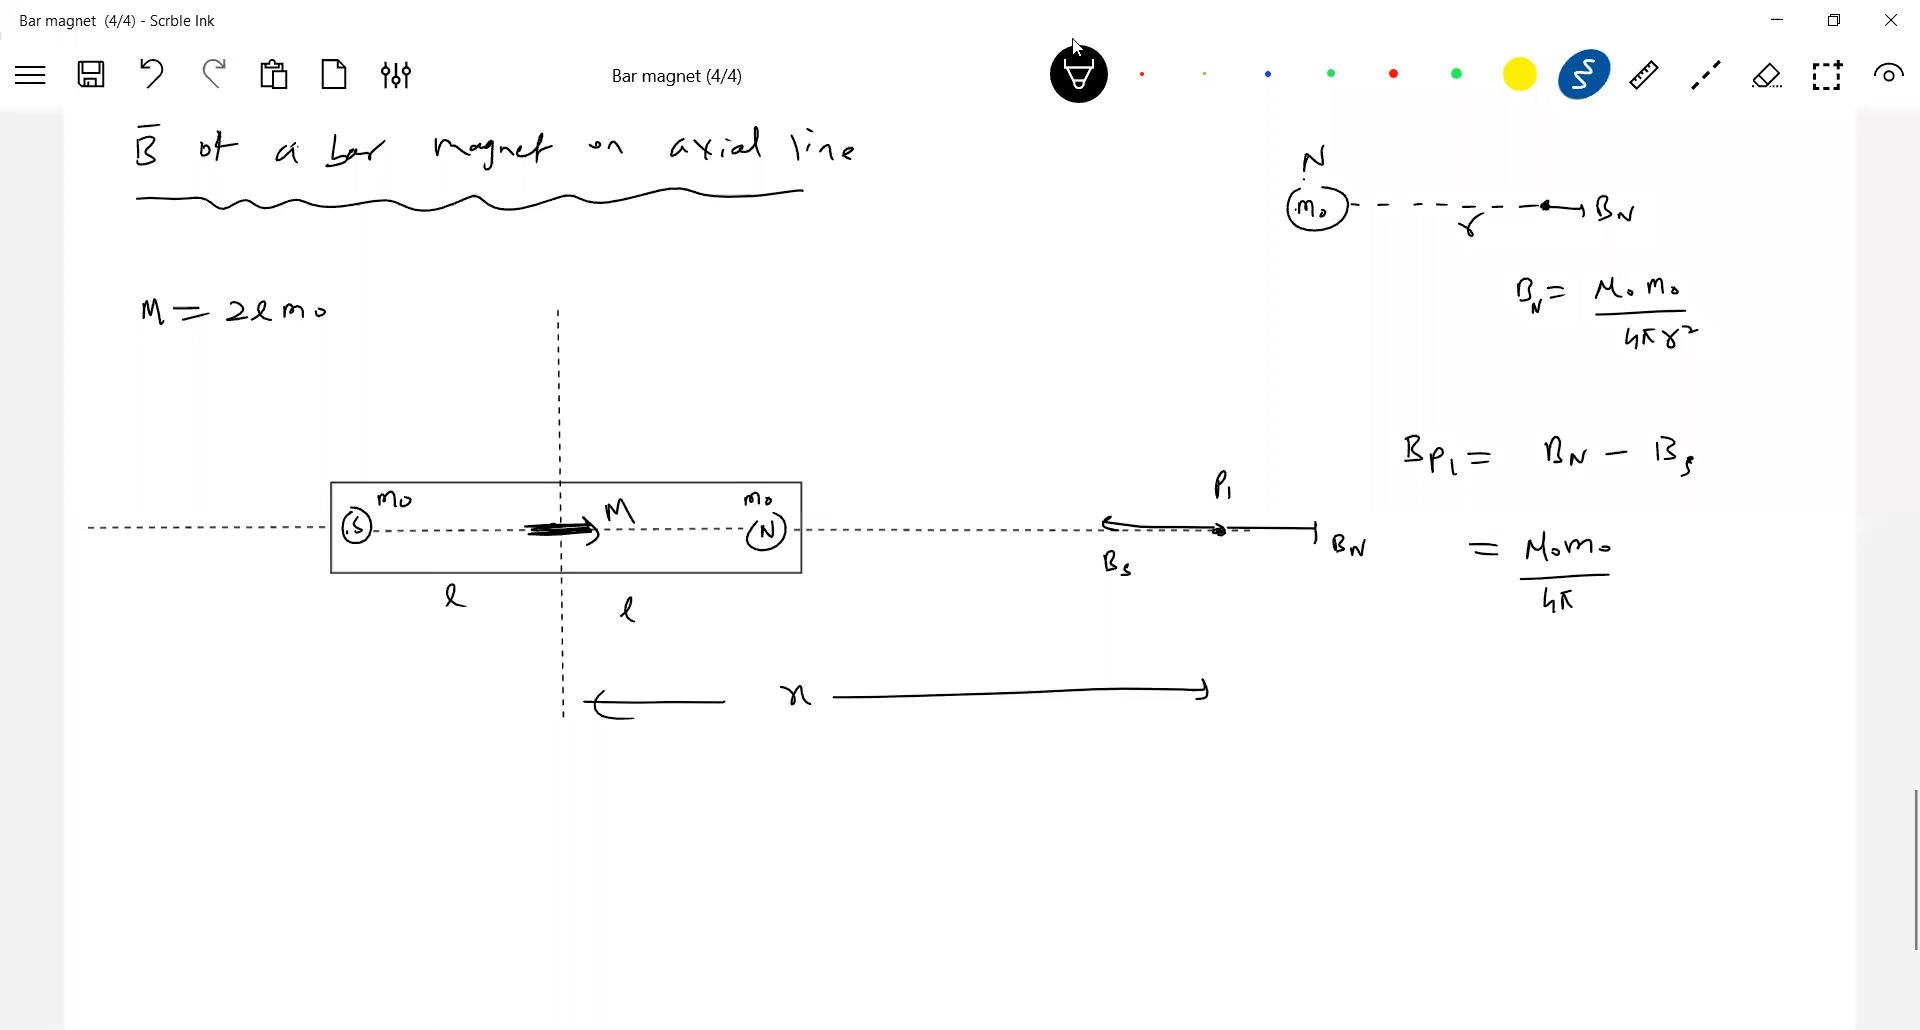 Bar magnet (4/4) - Scrble Ink
Bar magnet (4/4)
B̅ of a bar magnet on axial line
N
m₀
r
B_N
M = 2ℓ m₀
B_N = μ₀ m₀ / 4π r²
B_P₁ = B_N − B_S
P₁
m₀
M
m₀
S
N
B_S
B_N
= μ₀ m₀ / 4π
ℓ
ℓ
x